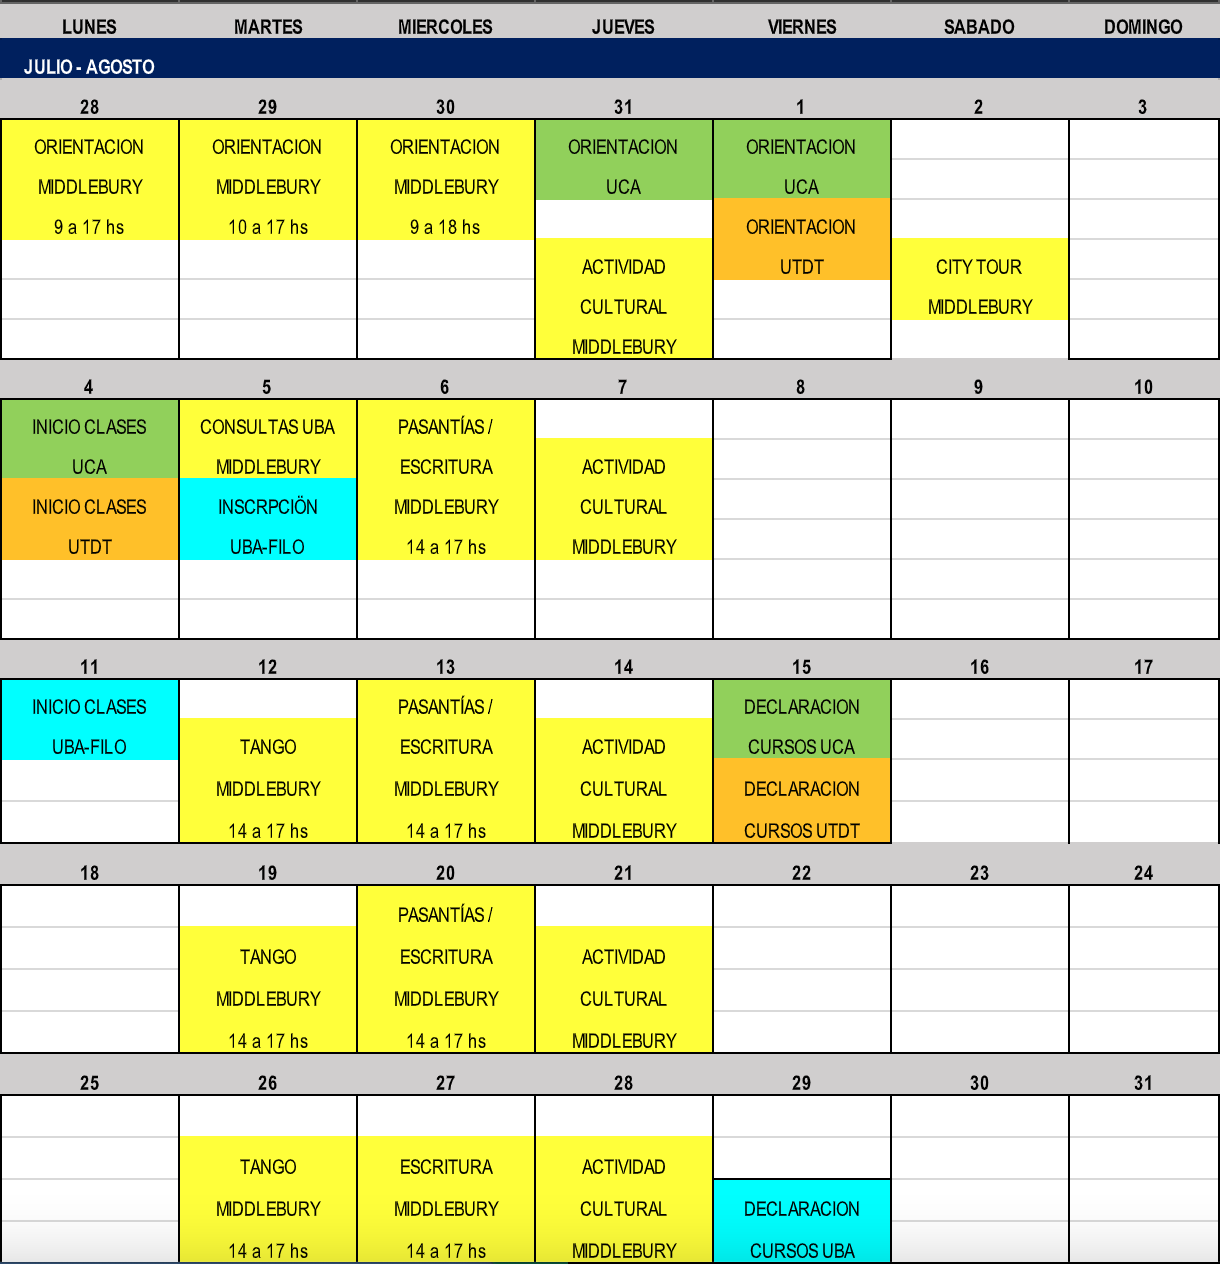 LUNES MARTES MIERCOLES JUEVES VIERNES SABADO DOMINGO
JULIO - AGOSTO
28 29 30 31 1 2 3
ORIENTACION ORIENTACION ORIENTACION ORIENTACION ORIENTACION
MIDDLEBURY MIDDLEBURY MIDDLEBURY UCA UCA
9 a 17 hs 10 a 17 hs 9 a 18 hs ORIENTACION
ACTIVIDAD UTDT CITY TOUR
CULTURAL MIDDLEBURY
MIDDLEBURY
4 5 6 7 8 9 10
INICIO CLASES CONSULTAS UBA PASANTÍAS /
UCA MIDDLEBURY ESCRITURA ACTIVIDAD
INICIO CLASES INSCRPCIÖN MIDDLEBURY CULTURAL
UTDT UBA-FILO 14 a 17 hs MIDDLEBURY
11 12 13 14 15 16 17
INICIO CLASES PASANTÍAS / DECLARACION
UBA-FILO TANGO ESCRITURA ACTIVIDAD CURSOS UCA
MIDDLEBURY MIDDLEBURY CULTURAL DECLARACION
14 a 17 hs 14 a 17 hs MIDDLEBURY CURSOS UTDT
18 19 20 21 22 23 24
PASANTÍAS /
TANGO ESCRITURA ACTIVIDAD
MIDDLEBURY MIDDLEBURY CULTURAL
14 a 17 hs 14 a 17 hs MIDDLEBURY
25 26 27 28 29 30 31
TANGO ESCRITURA ACTIVIDAD
MIDDLEBURY MIDDLEBURY CULTURAL DECLARACION
14 a 17 hs 14 a 17 hs MIDDLEBURY CURSOS UBA